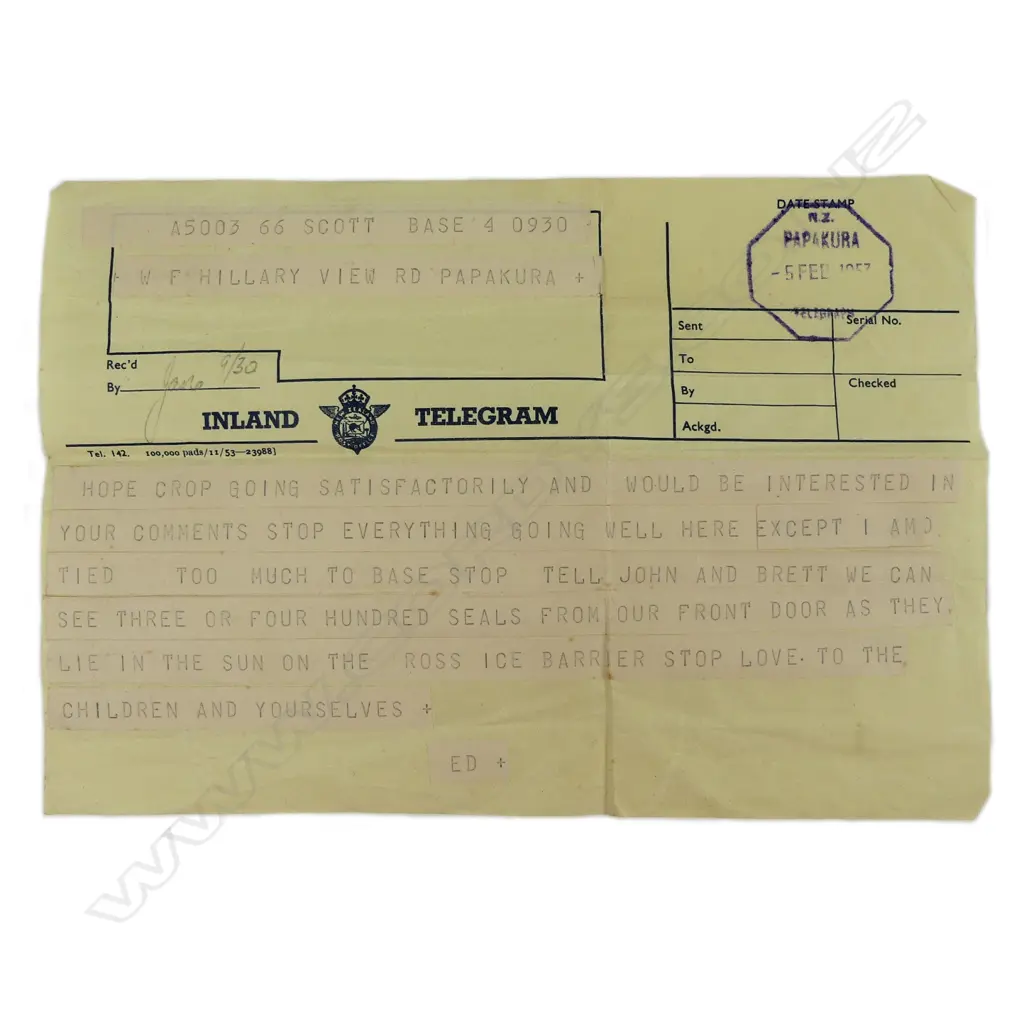 A5003 66 SCOTT BASE 4 0930
+ W F HILLARY VIEW RD PAPAKURA +
DATE STAMP
N.Z.
PAPAKURA
-5 FEB 1957
TELEGRAPH
Rec'd 9/30
By
Sent
Serial No.
To
By
Checked
Ackgd.
INLAND TELEGRAM
Tel. 142. 100,000 pads/11/53—23988]
HOPE CROP GOING SATISFACTORILY AND WOULD BE INTERESTED IN
YOUR COMMENTS STOP EVERYTHING GOING WELL HERE EXCEPT I AM
TIED TOO MUCH TO BASE STOP TELL JOHN AND BRETT WE CAN
SEE THREE OR FOUR HUNDRED SEALS FROM OUR FRONT DOOR AS THEY
LIE IN THE SUN ON THE ROSS ICE BARRIER STOP LOVE TO THE
CHILDREN AND YOURSELVES +
ED +